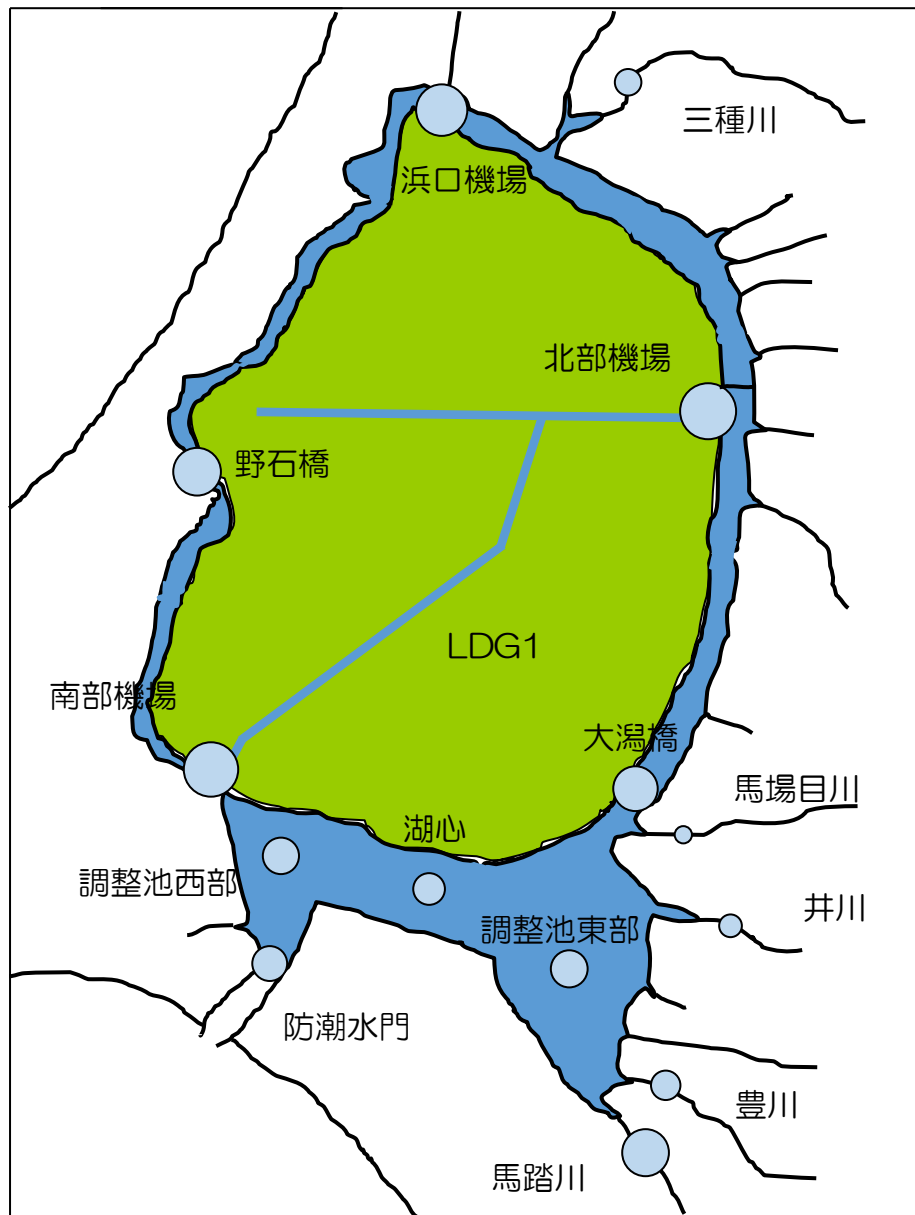 三種川
浜口機場
北部機場
野石橋
LDG1
南部機場
大潟橋
馬場目川
湖心
調整池西部
井川
調整池東部
防潮水門
豊川
馬踏川